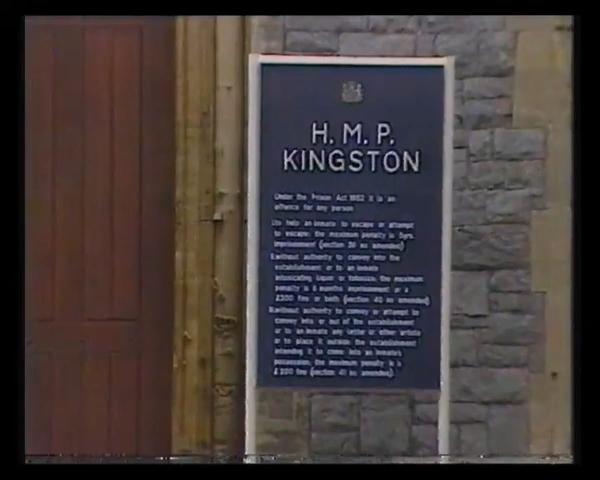 H. M. P.
KINGSTON
Under the Prison Act 1952 it is an
offence for any person
to help an inmate to escape or attempt
to escape: the maximum penalty is 5yrs.
imprisonment (section 39 as amended)
without authority to convey into the
establishment or to an inmate
intoxicating liquor or tobacco; the maximum
penalty is 6 months imprisonment or a
£200 fine or both (section 40 as amended)
without authority to convey or attempt to
convey into or out of the establishment
or to an inmate any letter or other article
or to place it outside the establishment
intending it to come into an inmate's
possession, the maximum penalty is a
£200 fine (section 41 as amended)